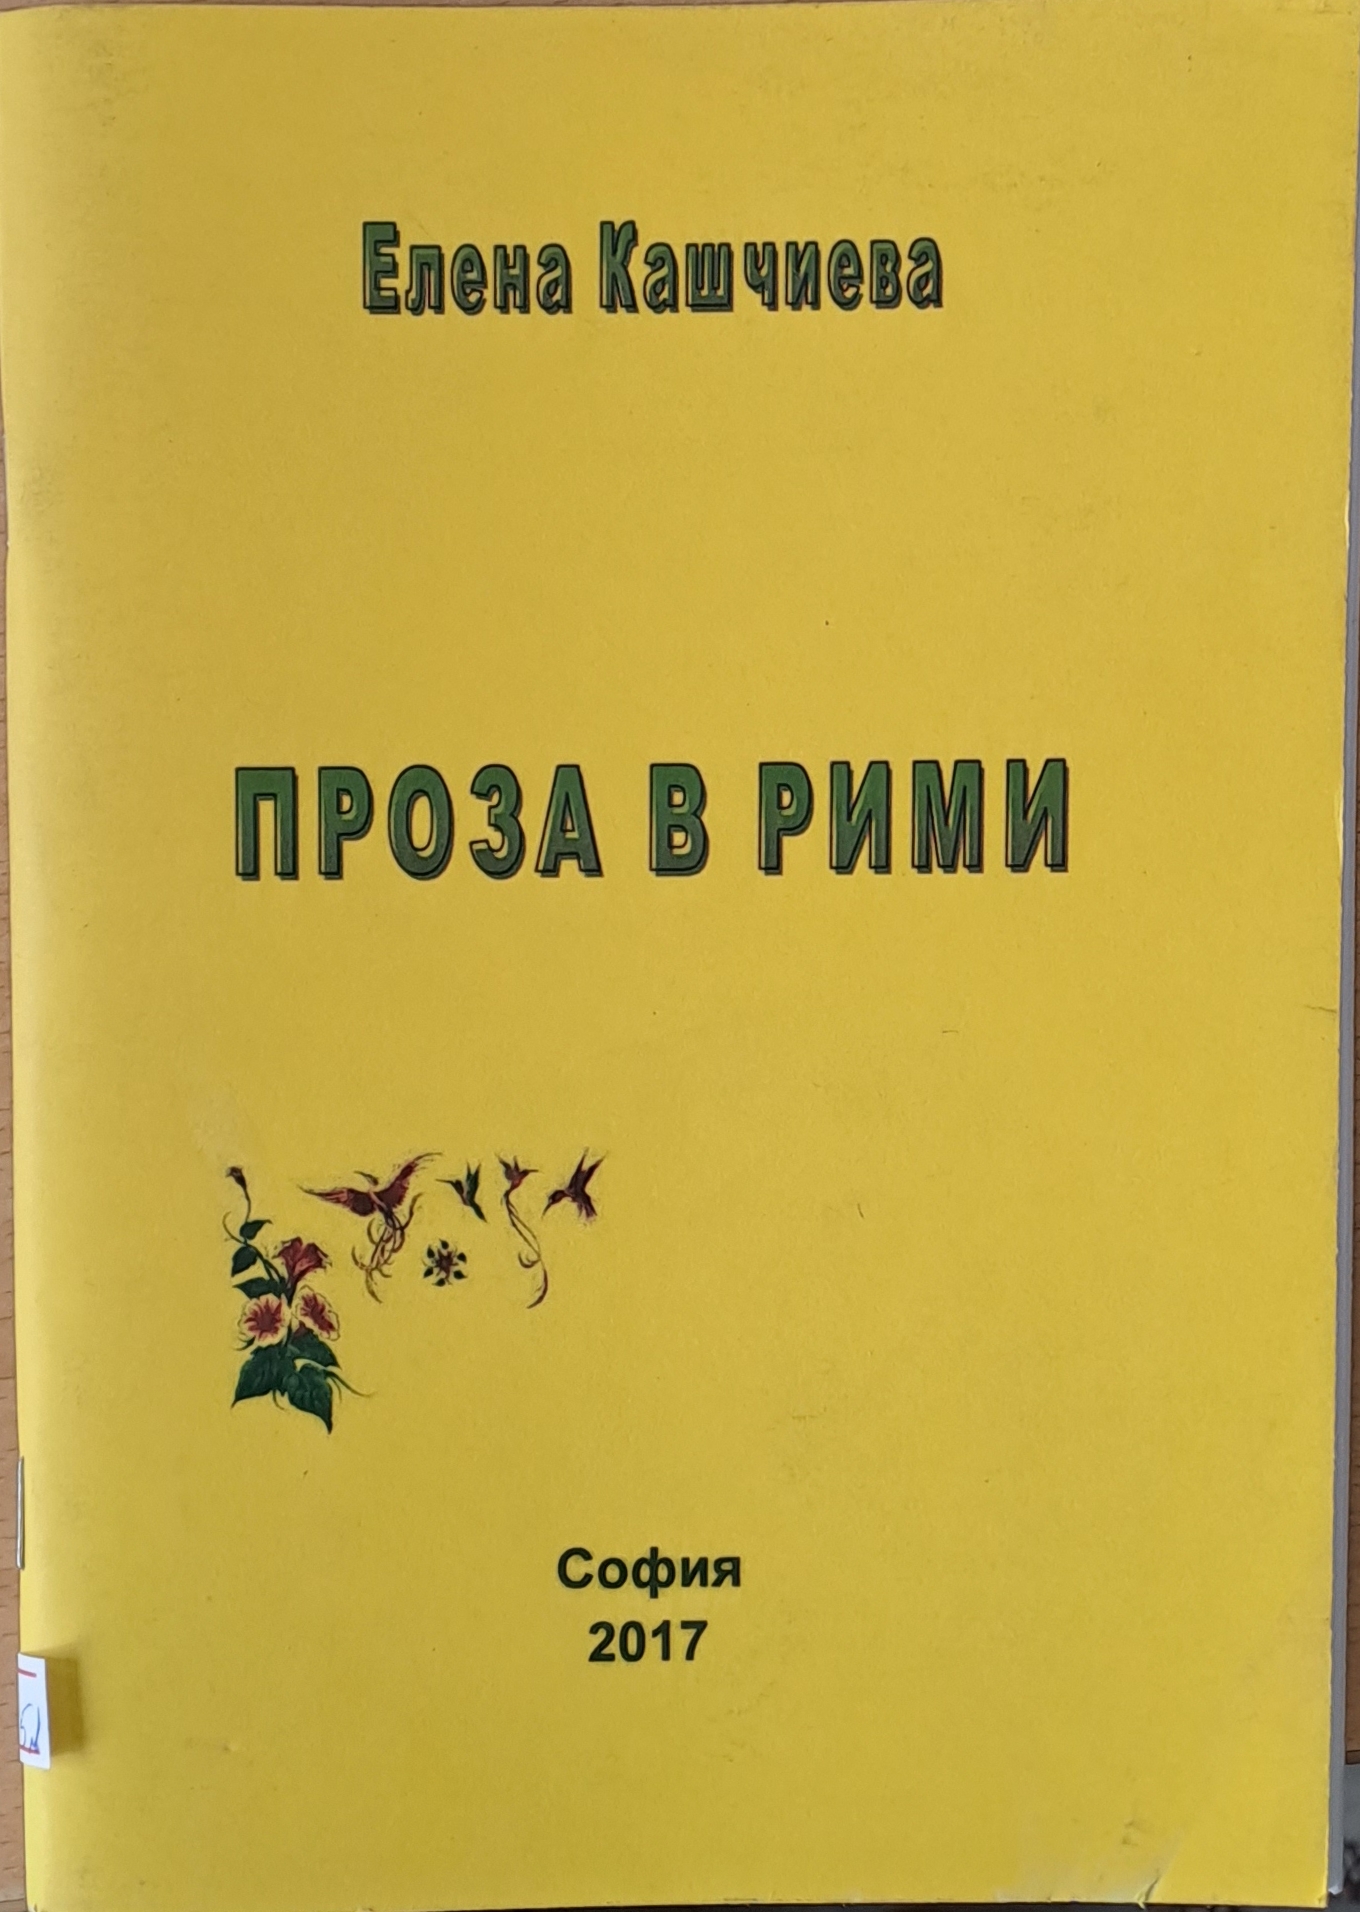 Елена Кашчиева
ПРОЗА В РИМИ
София
2017